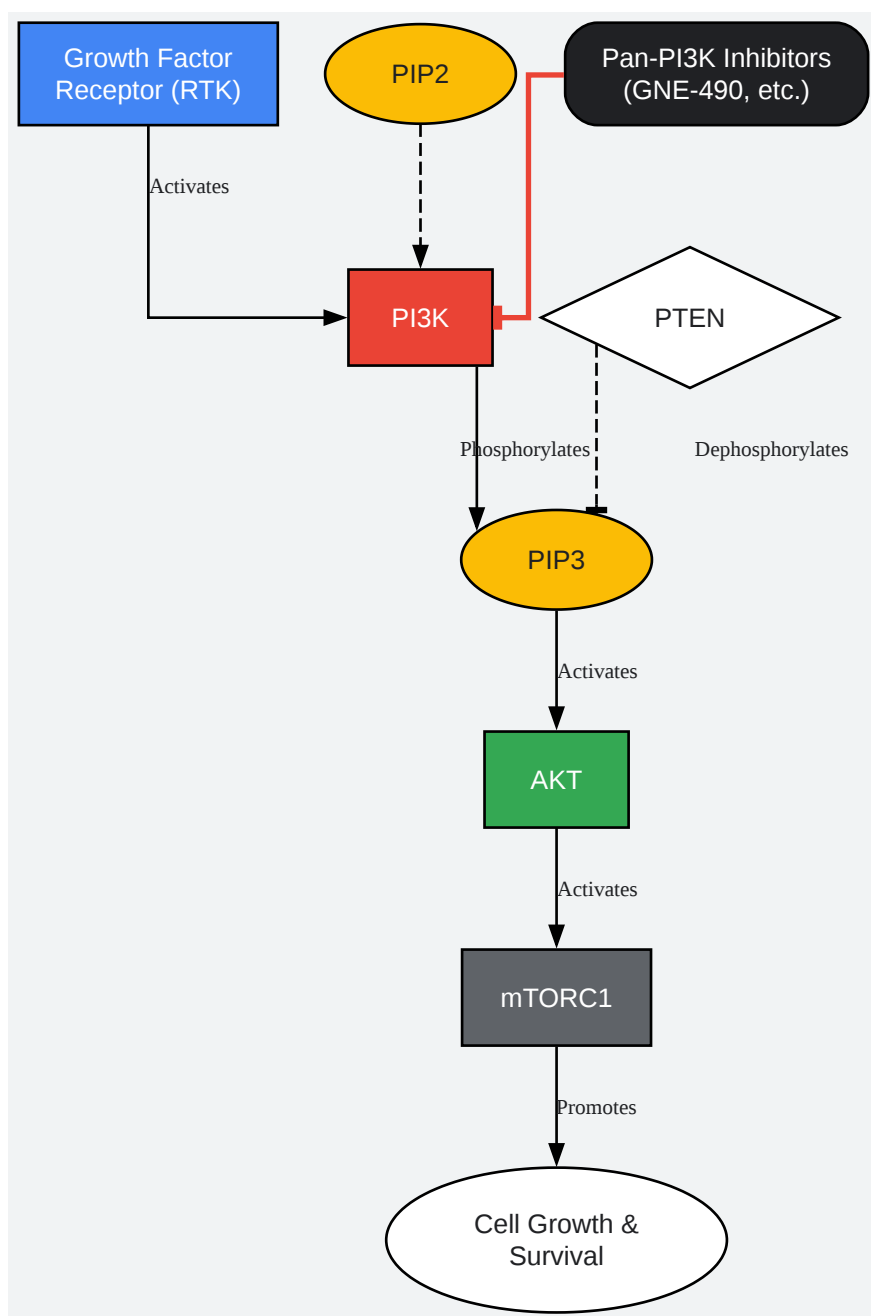 Growth Factor
Receptor (RTK)
PIP2
Pan-PI3K Inhibitors
(GNE-490, etc.)
Activates
PI3K
PTEN
Phosphorylates
Dephosphorylates
PIP3
Activates
AKT
Activates
mTORC1
Promotes
Cell Growth &
Survival